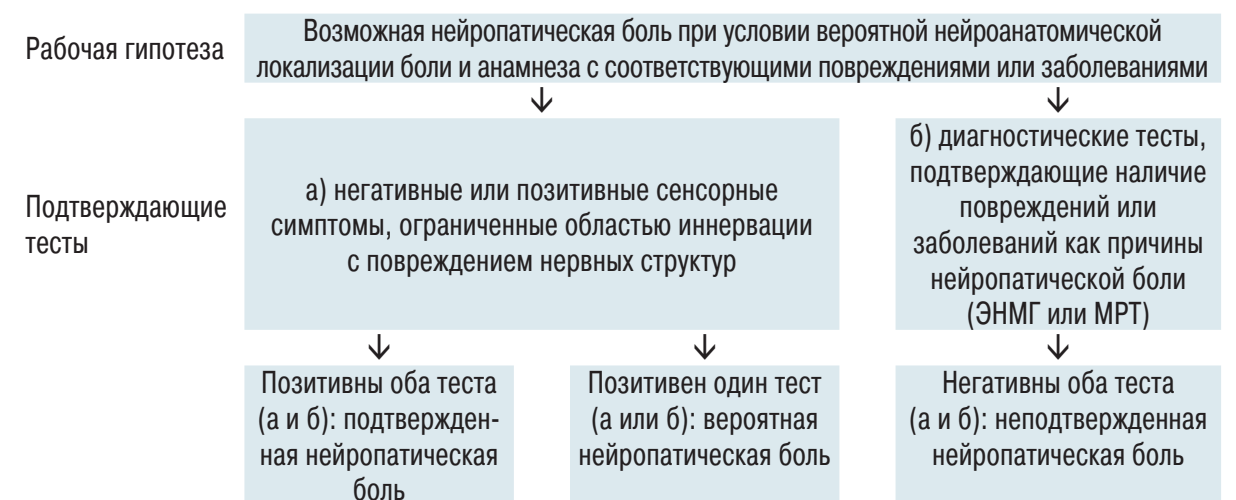 Рабочая гипотеза
Возможная нейропатическая боль при условии вероятной нейроанатомической
локализации боли и анамнеза с соответствующими повреждениями или заболеваниями
Подтверждающие
тесты
а) негативные или позитивные сенсорные
симптомы, ограниченные областью иннервации
с повреждением нервных структур
б) диагностические тесты,
подтверждающие наличие
повреждений или
заболеваний как причины
нейропатической боли
(ЭНМГ или МРТ)
Позитивны оба теста
(а и б): подтвержден-
ная нейропатическая
боль
Позитивен один тест
(а или б): вероятная
нейропатическая боль
Негативны оба теста
(а и б): неподтвержденная
нейропатическая боль